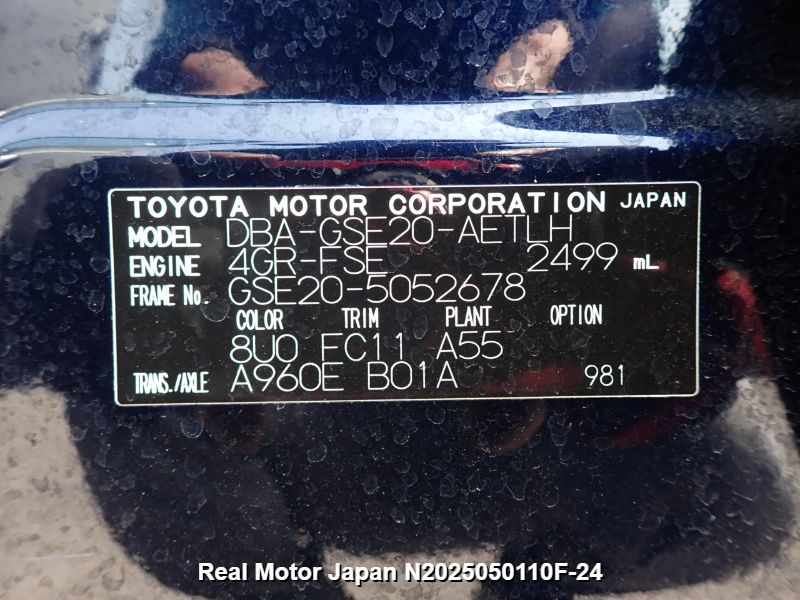 TOYOTA MOTOR CORPORATION JAPAN
MODEL DBA-GSE20-AETLH
ENGINE 4GR-FSE 2499 mL
FRAME No. GSE20-5052678
COLOR TRIM PLANT OPTION
8U0 FC11 A55
TRANS./AXLE A960E B01A 981
Real Motor Japan N2025050110F-24